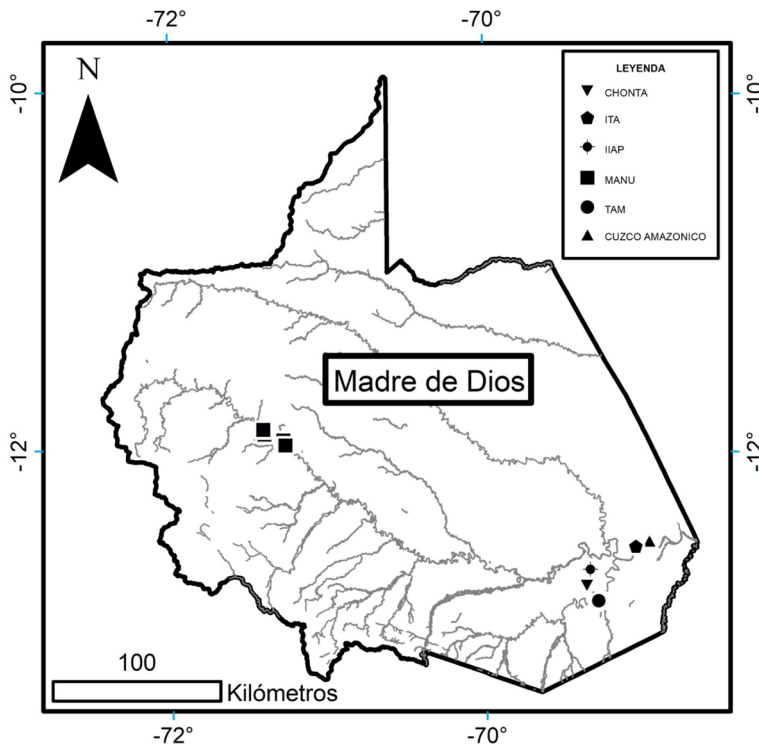 -72° -70°
-10° -10°
N
LEYENDA
CHONTA
ITA
IIAP
MANU
TAM
CUZCO AMAZONICO
Madre de Dios
-12° -12°
100
Kilómetros
-72° -70°